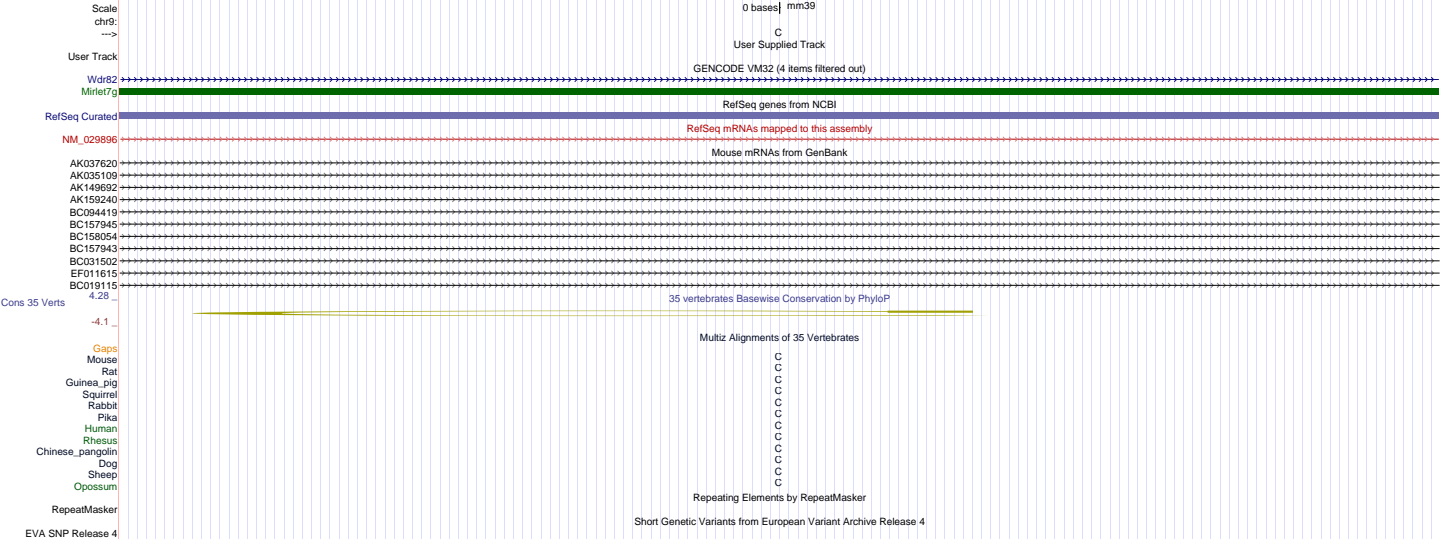 Scale 0 bases mm39
chr9:
---> C
User Supplied Track
User Track
GENCODE VM32 (4 items filtered out)
Wdr82
Mirlet7g
RefSeq genes from NCBI
RefSeq Curated
RefSeq mRNAs mapped to this assembly
NM_029896
Mouse mRNAs from GenBank
AK037620
AK035109
AK149692
AK159240
BC094419
BC157945
BC158054
BC157943
BC031502
EF011615
BC019115
4.28 _
35 vertebrates Basewise Conservation by PhyloP
Cons 35 Verts
-4.1 _
Multiz Alignments of 35 Vertebrates
Gaps
Mouse C
Rat C
Guinea_pig C
Squirrel C
Rabbit C
Pika C
Human C
Rhesus C
Chinese_pangolin C
Dog C
Sheep C
Opossum C
Repeating Elements by RepeatMasker
RepeatMasker
Short Genetic Variants from European Variant Archive Release 4
EVA SNP Release 4